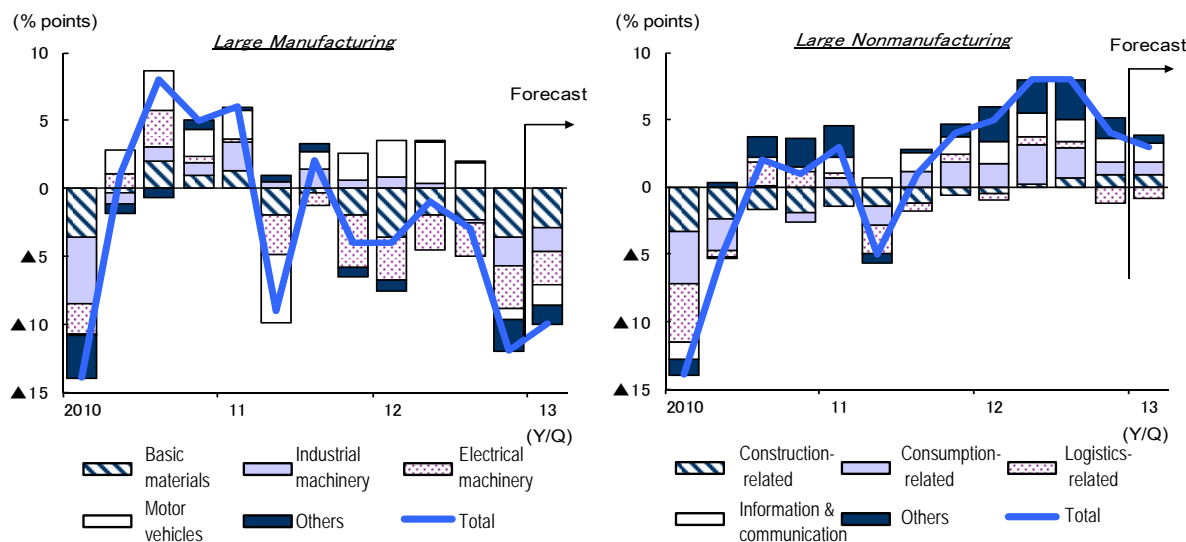 (% points)
Large Manufacturing
10
5
0
▲5
▲10
▲15
Forecast
2010
11
12
13
(Y/Q)
Basic
materials
Industrial
machinery
Electrical
machinery
Motor
vehicles
Others
Total
(% points)
Large Nonmanufacturing
10
5
0
▲5
▲10
▲15
Forecast
2010
11
12
13
(Y/Q)
Construction-
related
Consumption-
related
Logistics-
related
Information &
communication
Others
Total